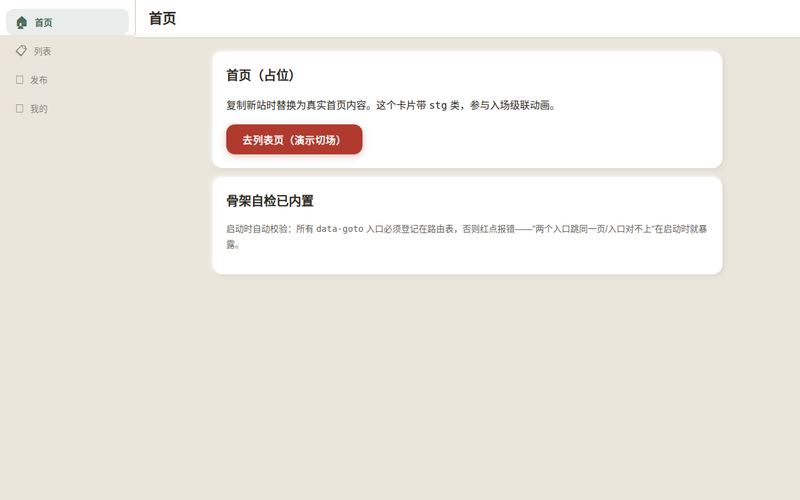 首页
列表
发布
我的
首页
首页（占位）
复制新站时替换为真实首页内容。这个卡片带 stg 类，参与入场级联动画。
去列表页（演示切场）
骨架自检已内置
启动时自动校验：所有 data-goto 入口必须登记在路由表，否则红点报错——"两个入口跳同一页/入口对不上"在启动时就暴
露。